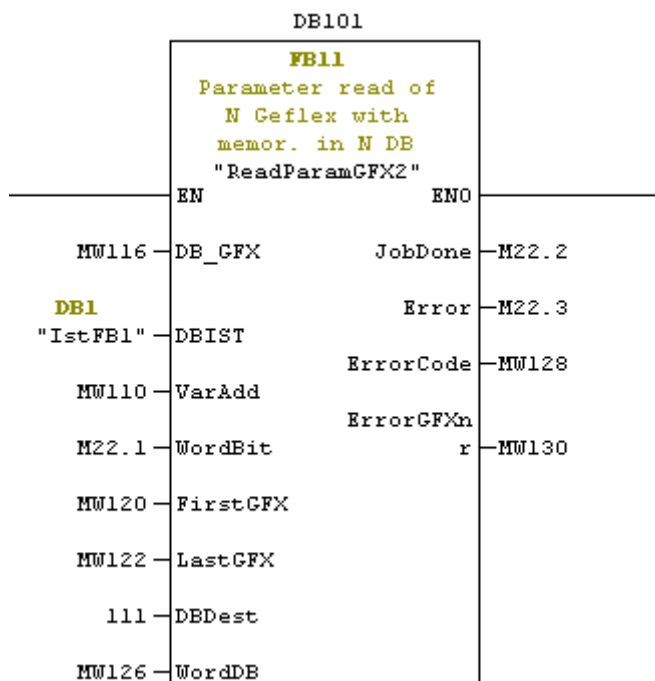 DB101
FB11
Parameter read of
N Geflex with
memor. in N DB
"ReadParamGFX2"
EN ENO
MW116 DB_GFX JobDone M22.2
DB1 Error M22.3
"IstFB1" DBIST
ErrorCode MW128
MW110 VarAdd
ErrorGFXn
M22.1 WordBit r MW130
MW120 FirstGFX
MW122 LastGFX
111 DBDest
MW126 WordDB